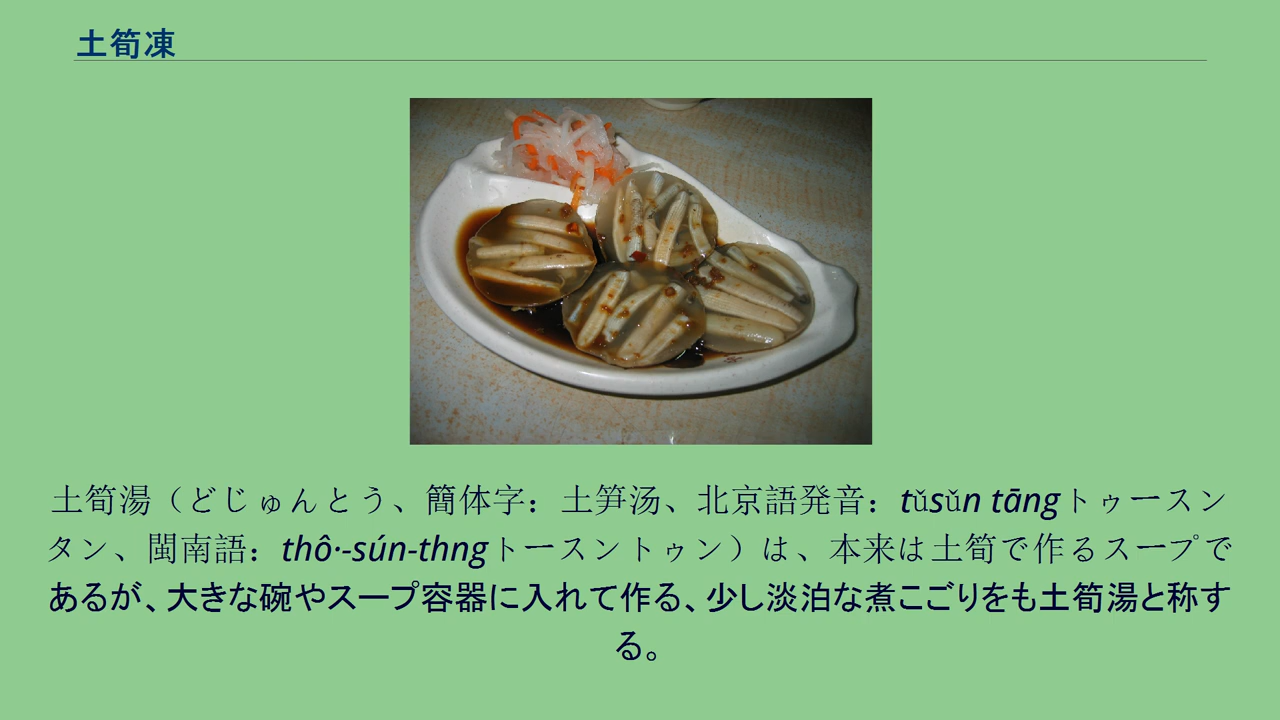 土筍凍
土筍湯（どじゅんとう、簡体字：土笋汤、北京語発音：tǔsǔn tāngトゥースン
タン、閩南語：thô·-sún-thngトースントゥン）は、本来は土筍で作るスープで
あるが、大きな碗やスープ容器に入れて作る、少し淡泊な煮こごりをも土筍湯と称す
る。